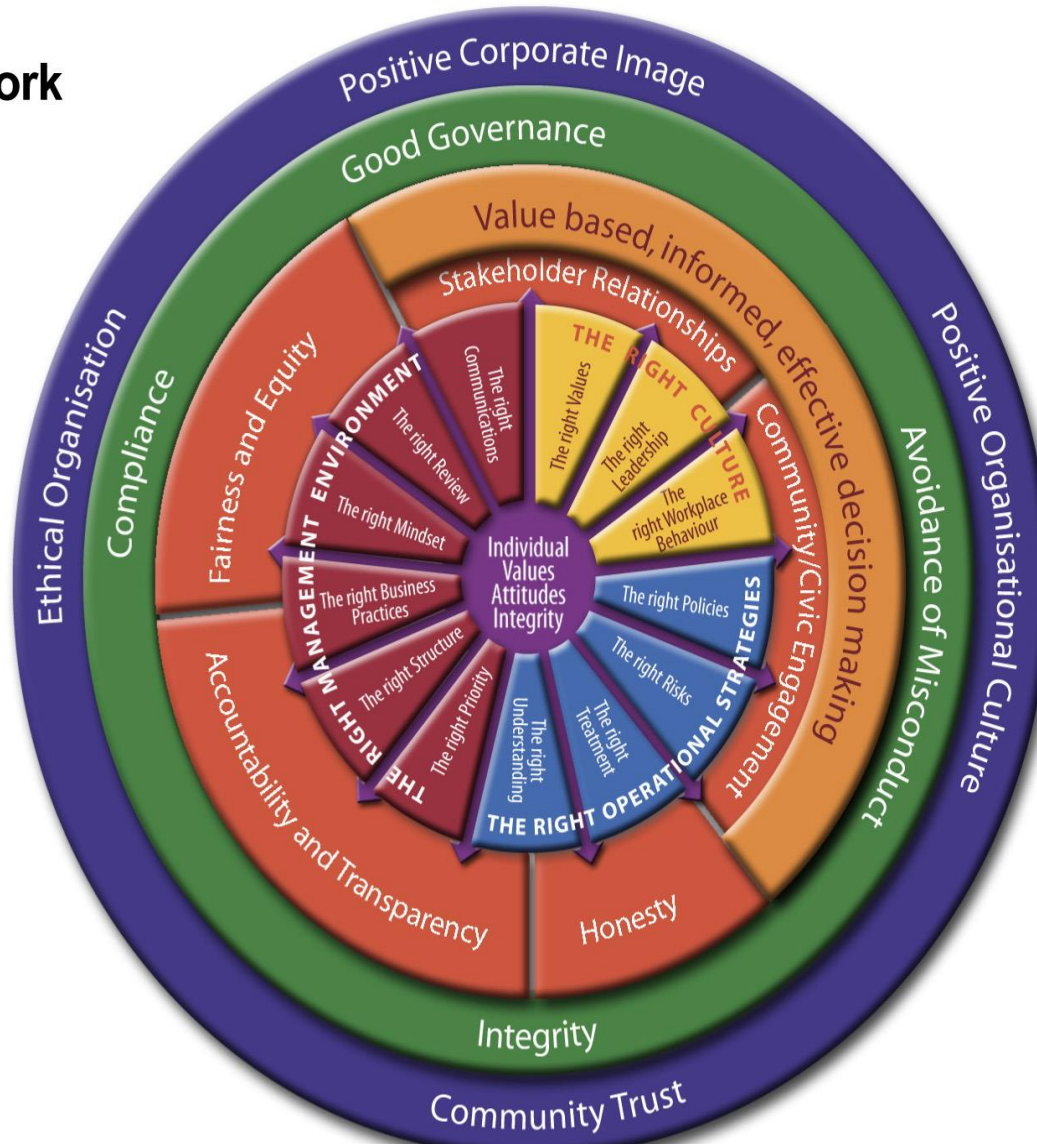 ork
Positive Corporate Image
Good Governance
Value based, informed, effective decision making
Stakeholder Relationships
Community/Civic Engagement
Avoidance of Misconduct
Positive Organisational Culture
Ethical Organisation
Compliance
Fairness and Equity
Accountability and Transparency
Honesty
Integrity
Community Trust
THE RIGHT CULTURE
The right Values
The right
Leadership
The
right Workplace
Behaviour
THE RIGHT OPERATIONAL STRATEGIES
The right Policies
The right Risks
The right
Treatment
The right
Understanding
THE RIGHT MANAGEMENT ENVIRONMENT
The right Priority
The right Structure
The right Business
Practices
The right Mindset
The right Review
The right
Communications
Individual
Values
Attitudes
Integrity